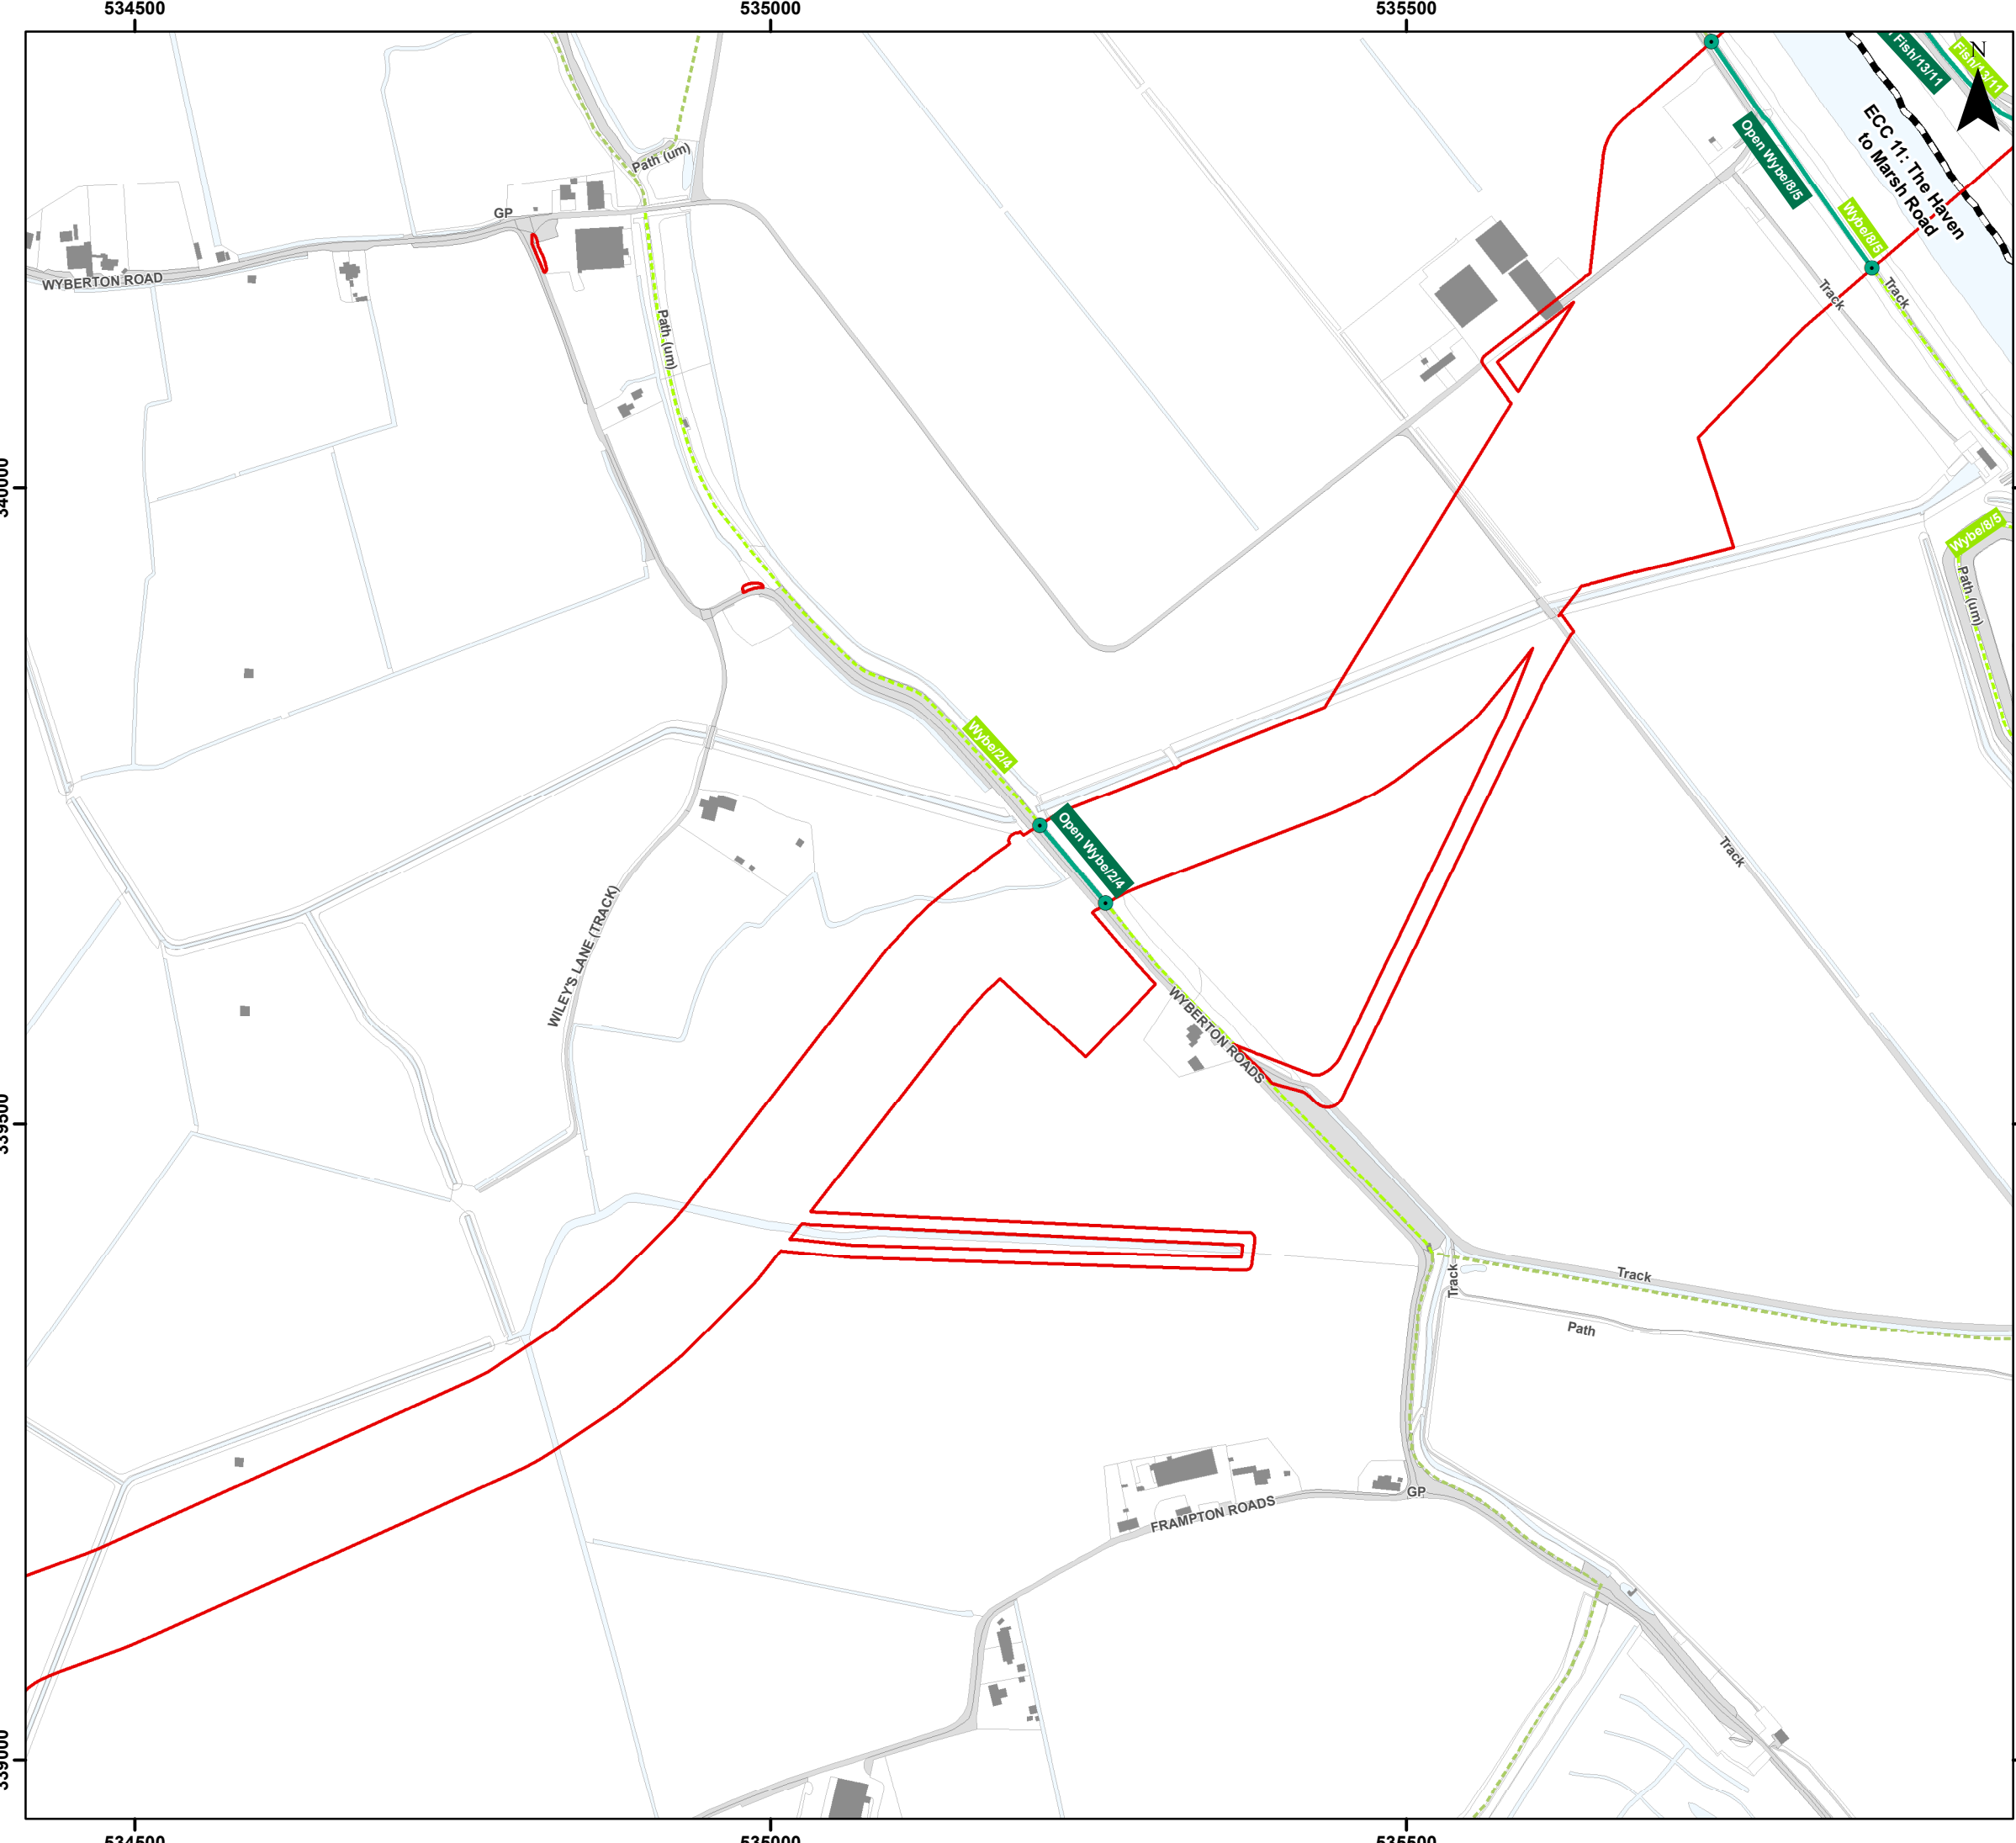 534500
535000
535500
Fish/13/11
Fish/13/11
N
ECC 11: The Haven
to Marsh Road
Open Wybe/8/5
Wybe/8/5
Path (um)
GP
WYBERTON ROAD
Track
Track
Path (um)
340000
Wybe/8/5
Path (um)
Wybe/2/4
Open Wybe/2/4
Track
WILEY'S LANE (TRACK)
WYBERTON ROADS
339500
Track
Track
Path
GP
FRAMPTON ROADS
339000
534500
535000
535500